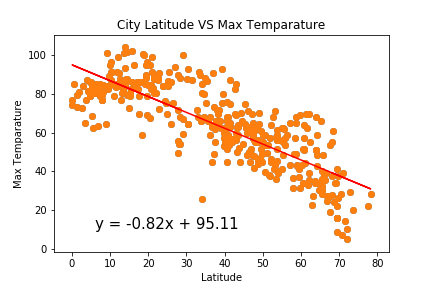 City Latitude VS Max Temparature
Max Temparature
100
80
60
40
20
0
y = -0.82x + 95.11
0 10 20 30 40 50 60 70 80
Latitude